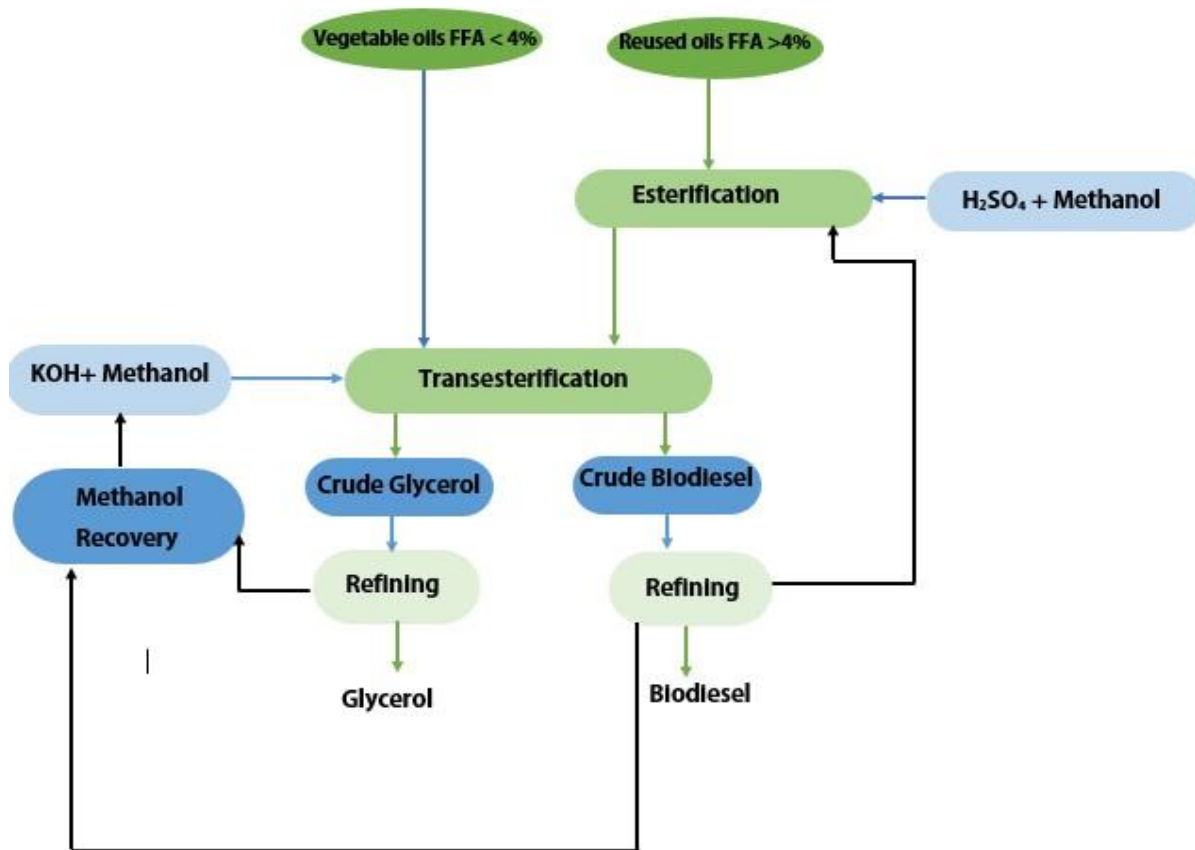 Vegetable oils FFA < 4%
Reused oils FFA >4%
Esterification
H₂SO₄ + Methanol
KOH+ Methanol
Transesterification
Methanol
Recovery
Crude Glycerol
Crude Biodiesel
Refining
Refining
Glycerol
Biodiesel